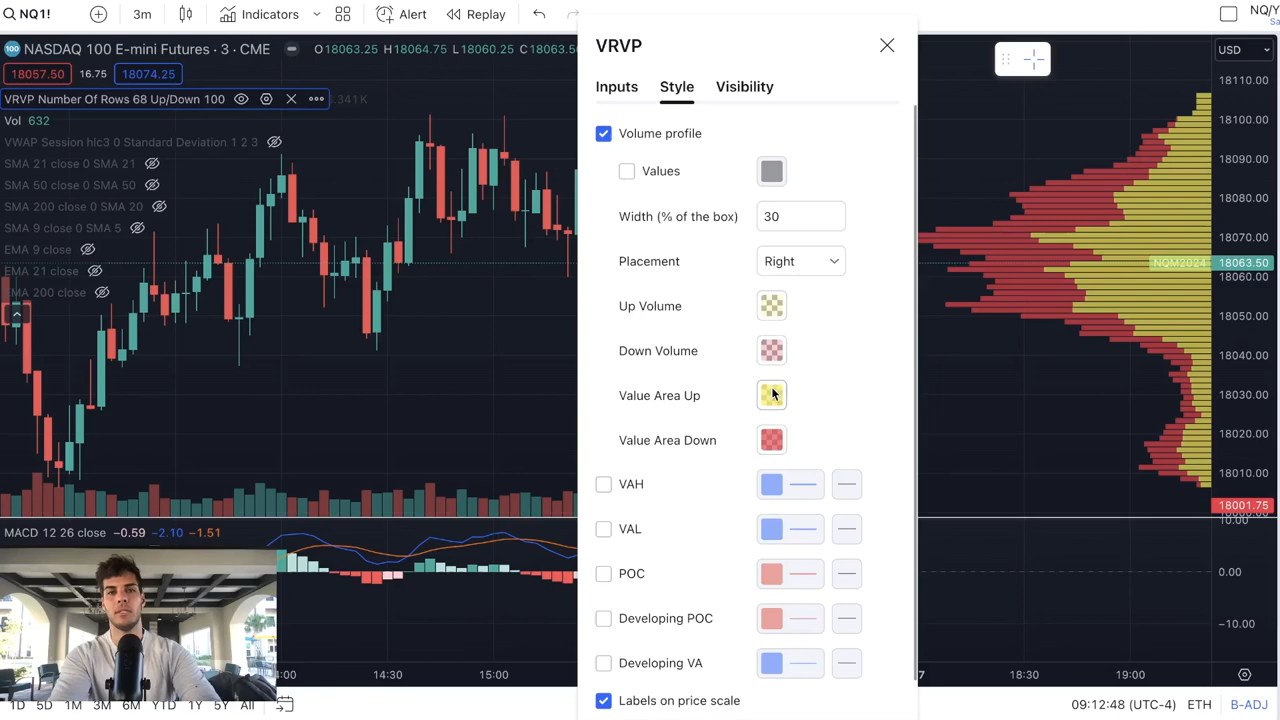 NQ1!
3m
Indicators
Alert
Replay
NQ/Y
Sa
NASDAQ 100 E-mini Futures · 3 · CME
O18063.25 H18064.75 L18060.25 C18063.5
18057.50 16.75 18074.25
VP Number Of Rows 68 Up/Down 10
.341 K
Vol 632
VWAP Session hlc3 0 Standard Deviation 1 2 3
SMA 21 close 0 SMA 21
SMA 50 close 0 SMA 50
SMA 200 close 0 SMA 20
9 close 0 SMA 5
EMA 9 close
EMA 21 close
EMA 200 close
MACD 12 26 close 0.59 −2.10 −1.51
VRVP
Inputs
Style
Visibility
Volume profile
Values
Width (% of the box)
30
Placement
Right
Up Volume
Down Volume
Value Area Up
Value Area Down
VAH
VAL
POC
Developing POC
Developing VA
Labels on price scale
USD
18110.00
18100.00
18090.00
18080.00
18070.00
NQM2024 18063.50
18060.00
18050.00
18040.00
18030.00
18020.00
18010.00
18001.75
10.00
0.00
−10.00
:00
14:30
15:00
7
18:30
19:00
5D
1M
3M
6M
YTD
1Y
5Y
All
09:12:48 (UTC-4)
ETH
B-ADJ